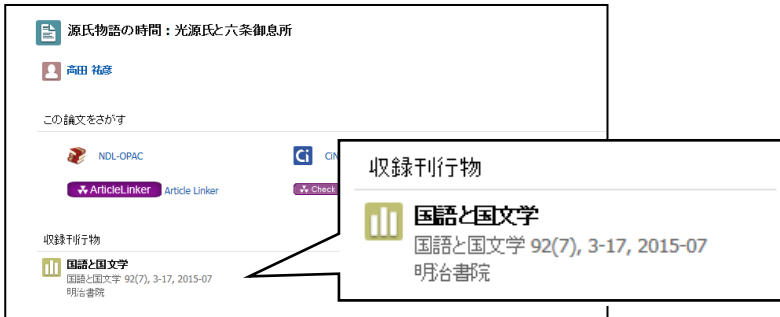 源氏物語の時間：光源氏と六条御息所
高田 祐彦
この論文をさがす
NDL-OPAC
Ci
ArticleLinker Article Linker
Check
収録刊行物
国語と国文学
国語と国文学 92(7), 3-17, 2015-07
明治書院
収録刊行物
国語と国文学
国語と国文学 92(7), 3-17, 2015-07
明治書院